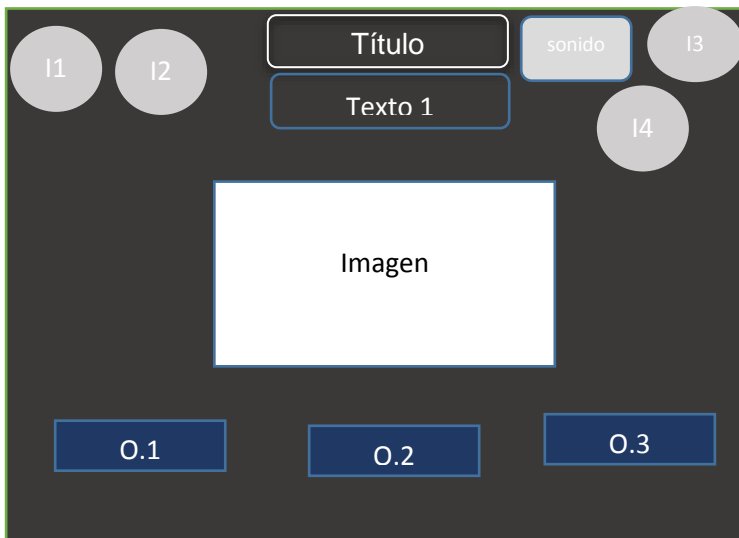 I1
I2
Título
sonido
I3
Texto 1
I4
Imagen
O.1
O.2
O.3